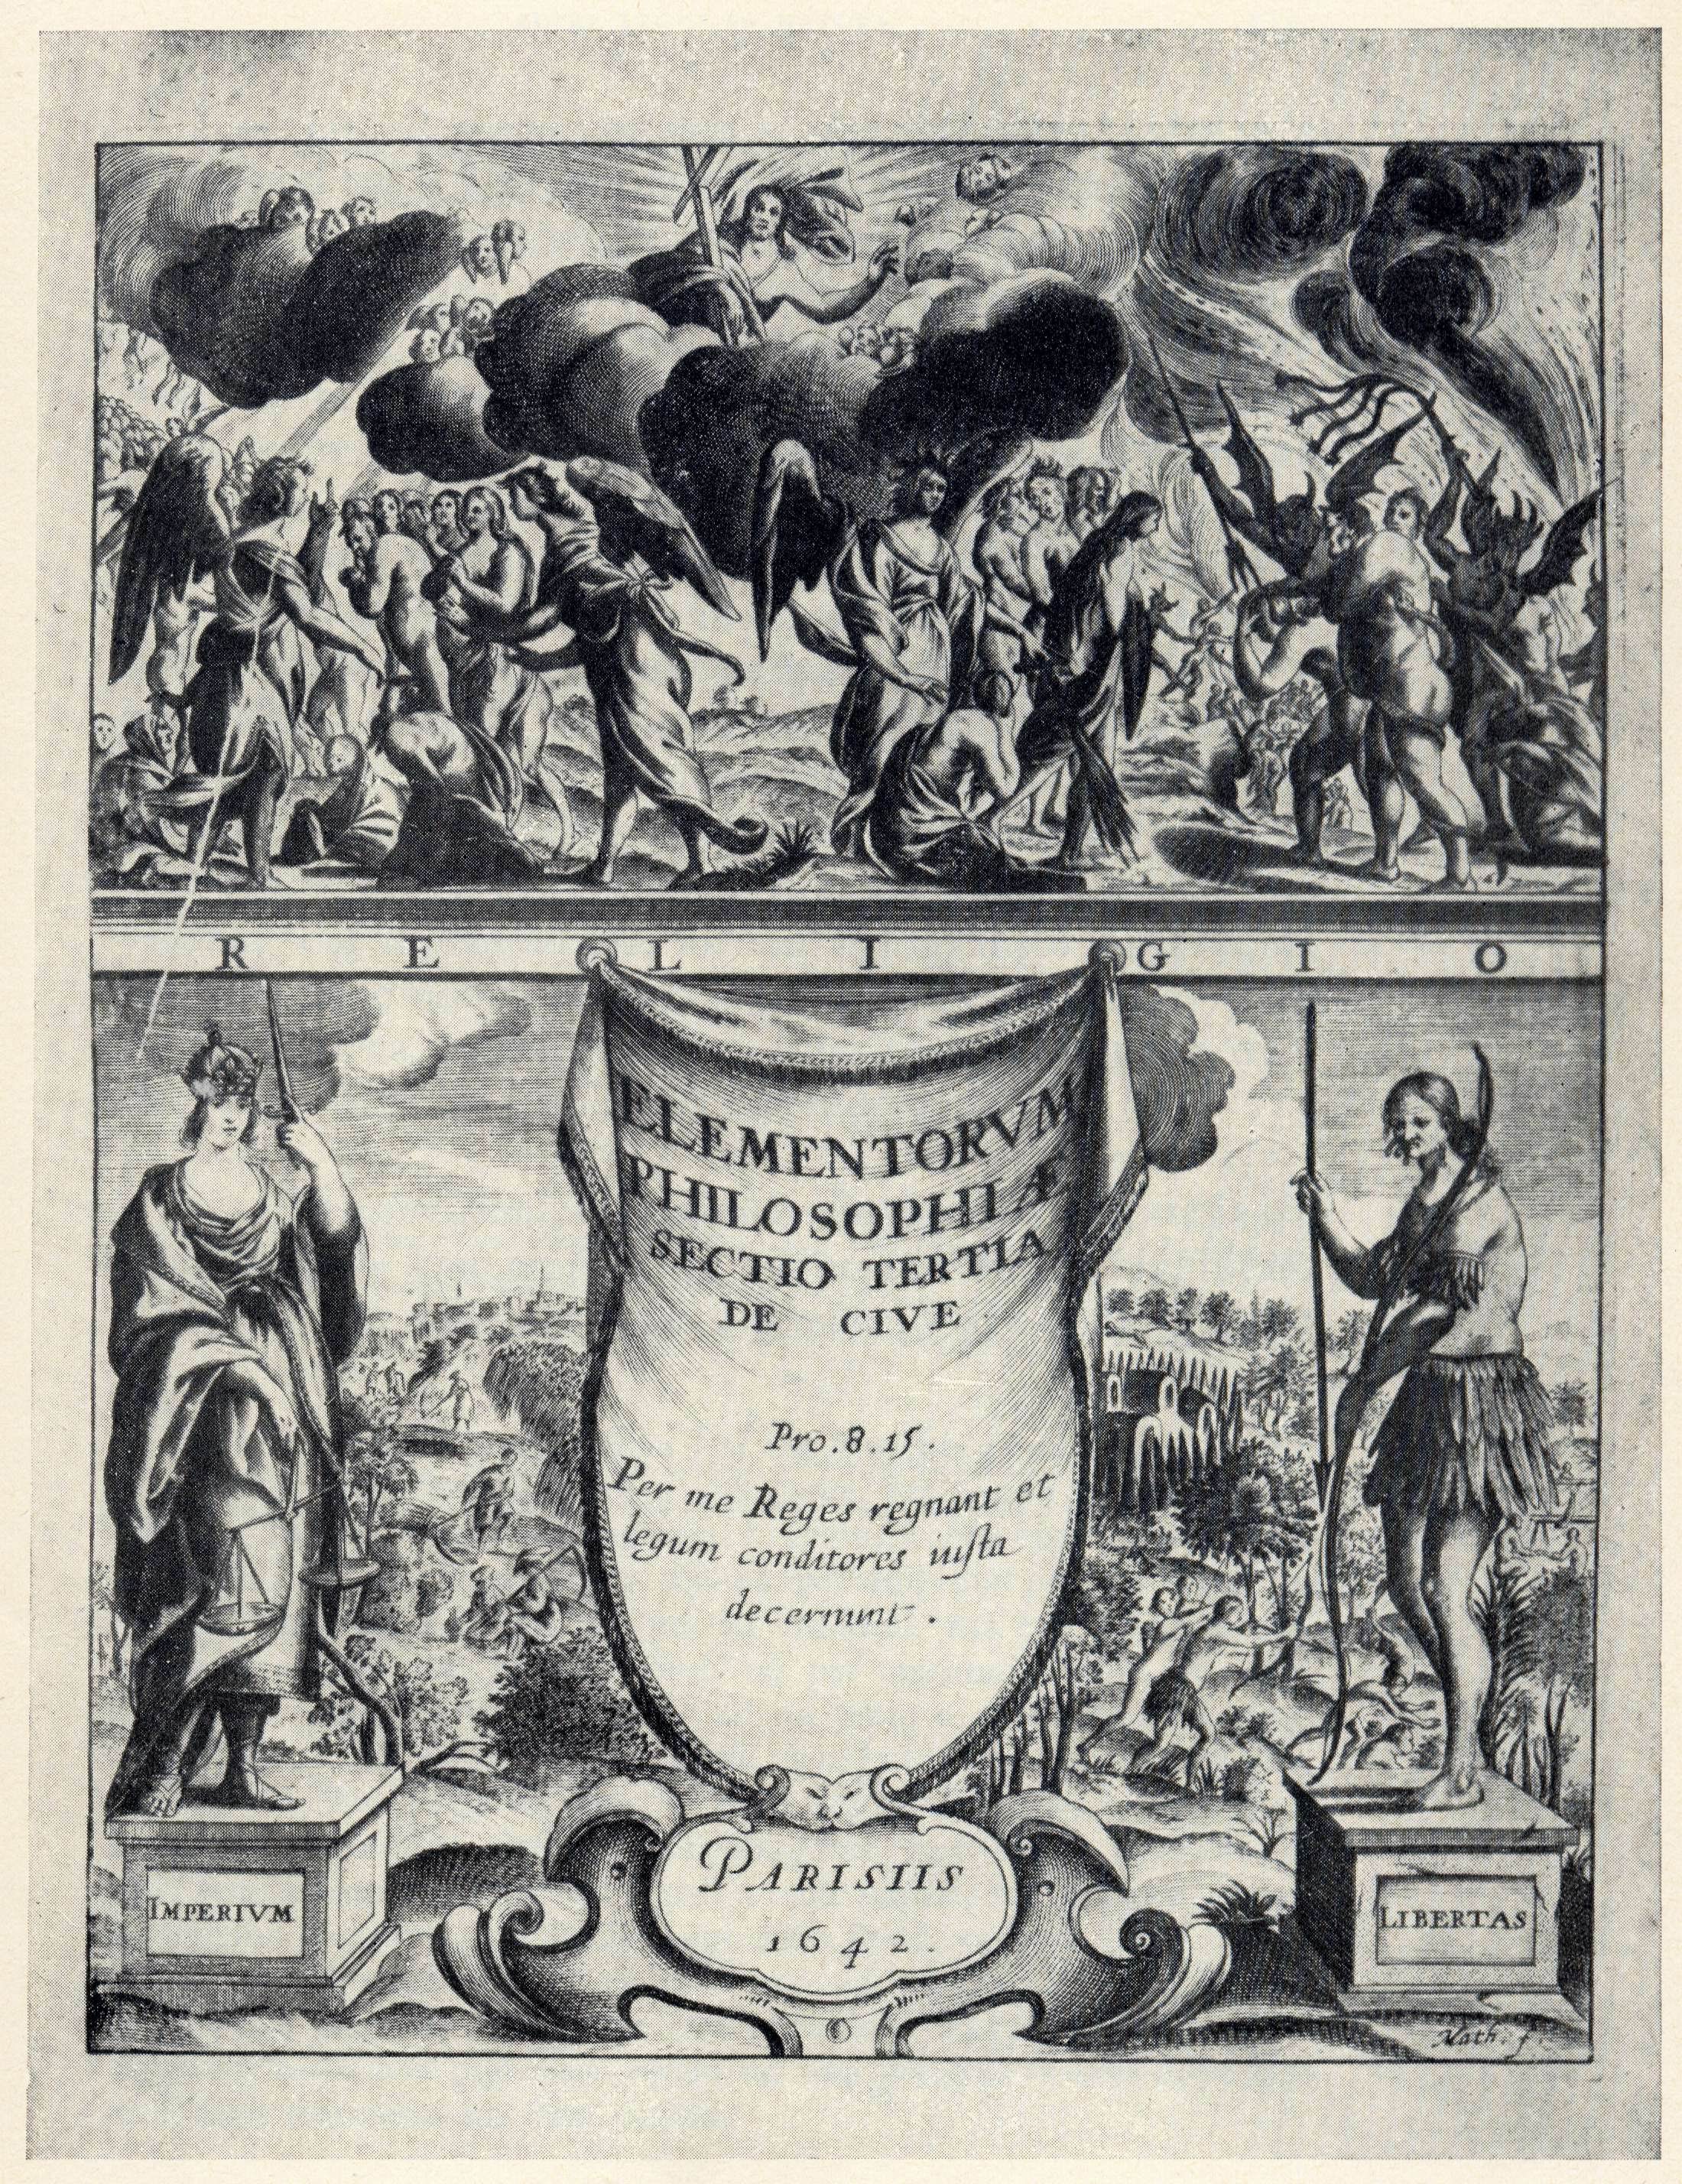 R E L I G I O
ELEMENTORVM
PHILOSOPHIÆ
SECTIO TERTIA
DE CIVE
Pro. 8. 15.
Per me Reges regnant et
legum conditores iusta
decernunt.
IMPERIVM
LIBERTAS
PARISIIS
1642.
Math. f.